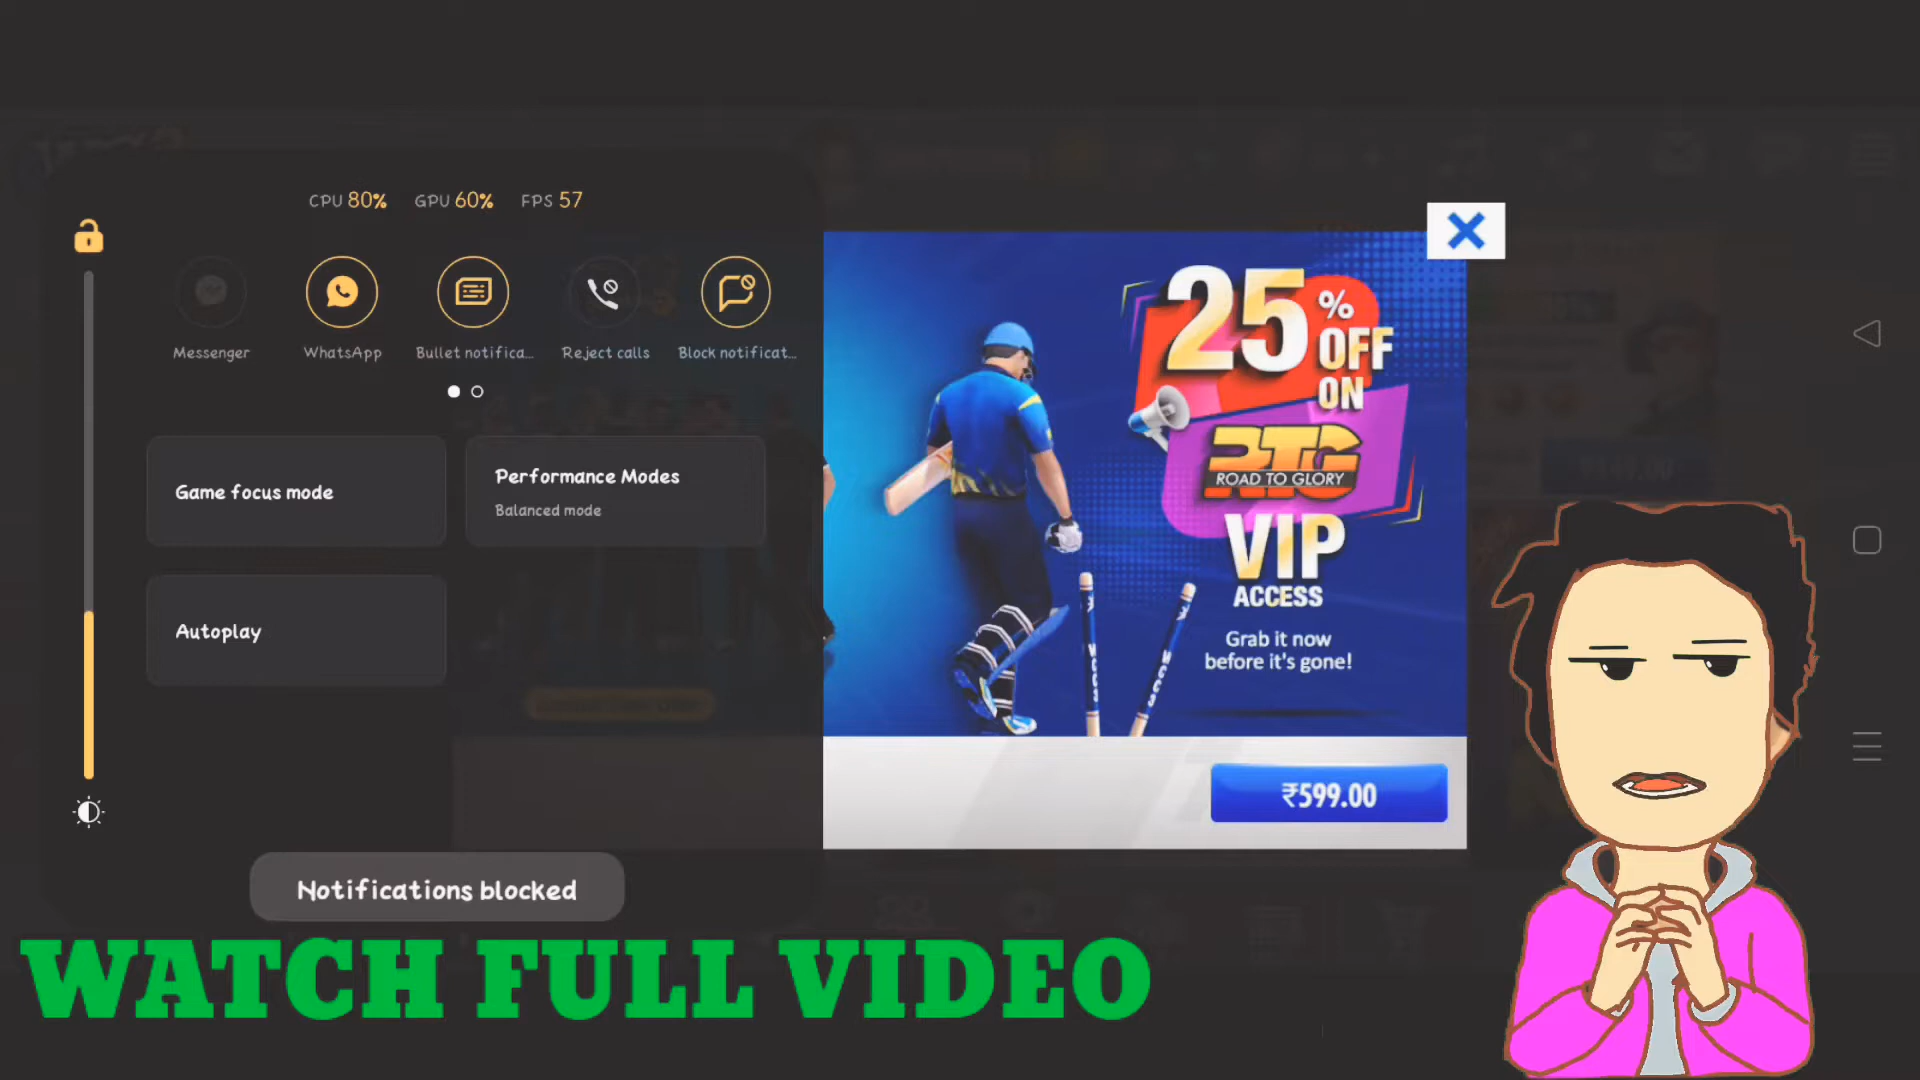 CPU 80% GPU 60% FPS 57
Messenger
WhatsApp
Bullet notifica...
Reject calls
Block notificat...
Game focus mode
Performance Modes
Balanced mode
Autoplay
Notifications blocked
25% OFF
ON
RTG
ROAD TO GLORY
VIP
ACCESS
Grab it now
before it's gone!
₹599.00
WATCH FULL VIDEO